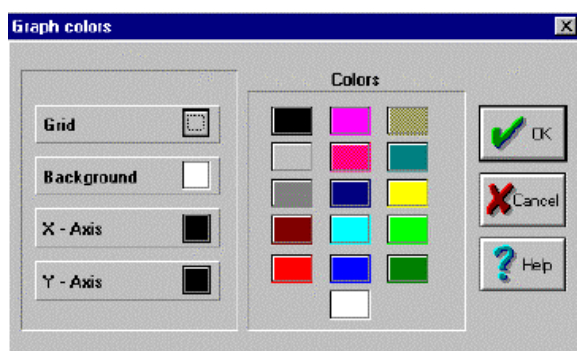 Graph colors
Colors
Grid
Background
X - Axis
Y - Axis
OK
Cancel
Help